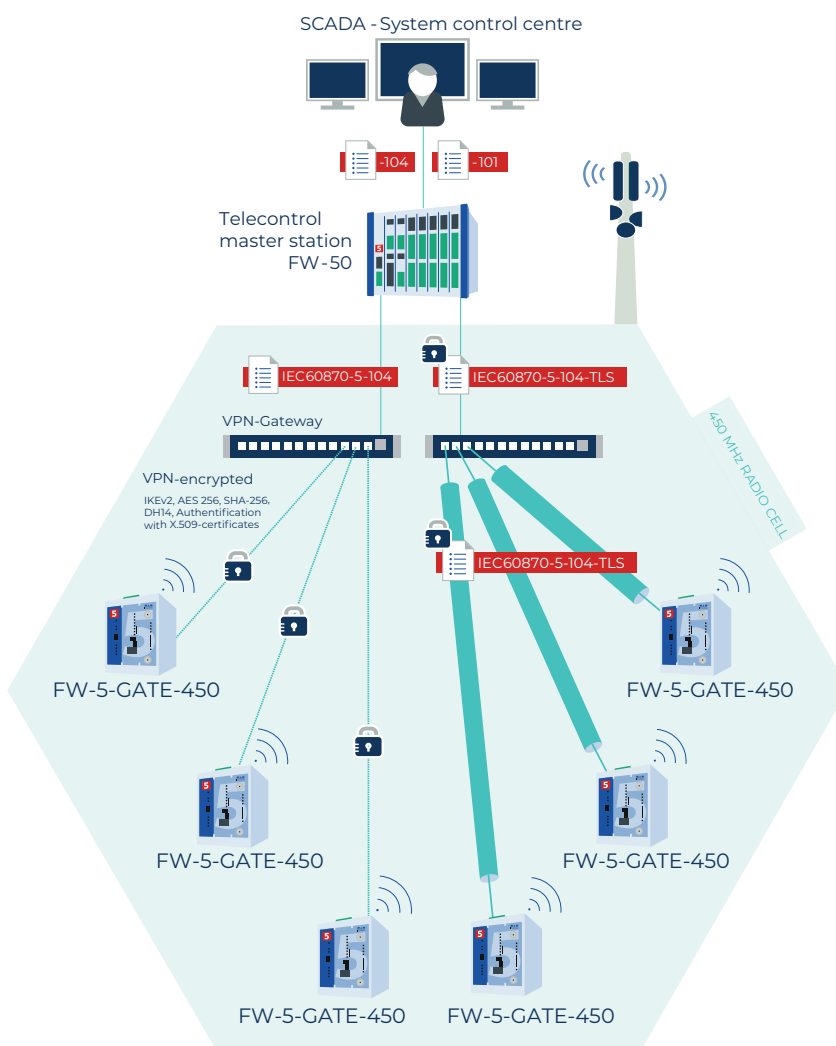 SCADA - System control centre
-104
-101
Telecontrol
master station
FW-50
IEC60870-5-104
IEC60870-5-104-TLS
VPN-Gateway
450 MHz RADIO CELL
VPN-encrypted
IKEv2, AES 256, SHA-256,
DH14, Authentification
with X.509-certificates
IEC60870-5-104-TLS
FW-5-GATE-450
FW-5-GATE-450
FW-5-GATE-450
FW-5-GATE-450
FW-5-GATE-450
FW-5-GATE-450